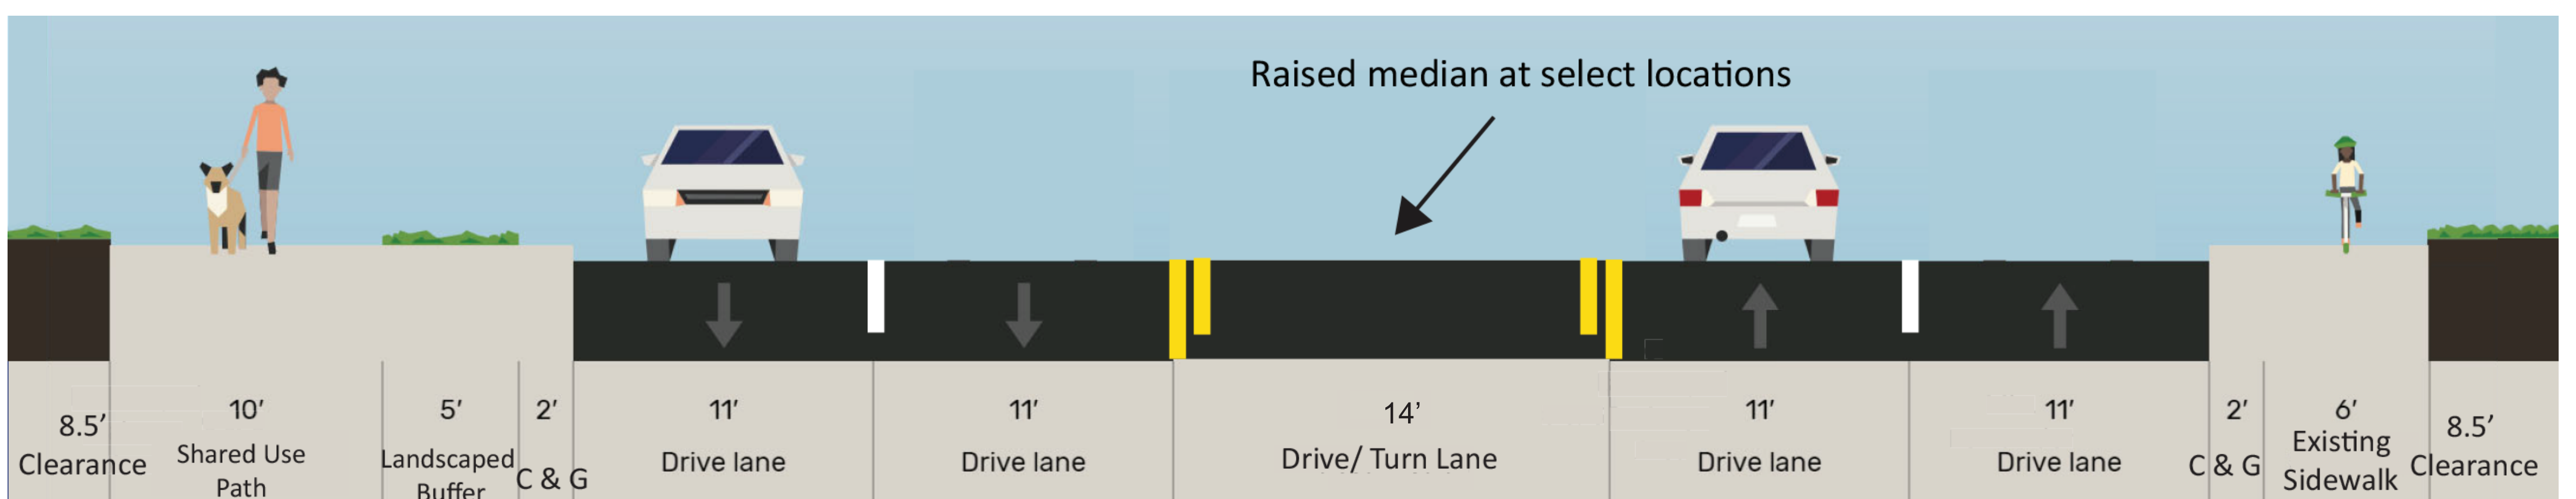 Raised median at select locations
8.5’
Clearance
10’
Shared Use
Path
5’
Landscaped
Buffer
2’
C & G
11’
Drive lane
11’
Drive lane
14’
Drive/ Turn Lane
11’
Drive lane
11’
Drive lane
2’
C & G
6’
Existing
Sidewalk
8.5’
Clearance